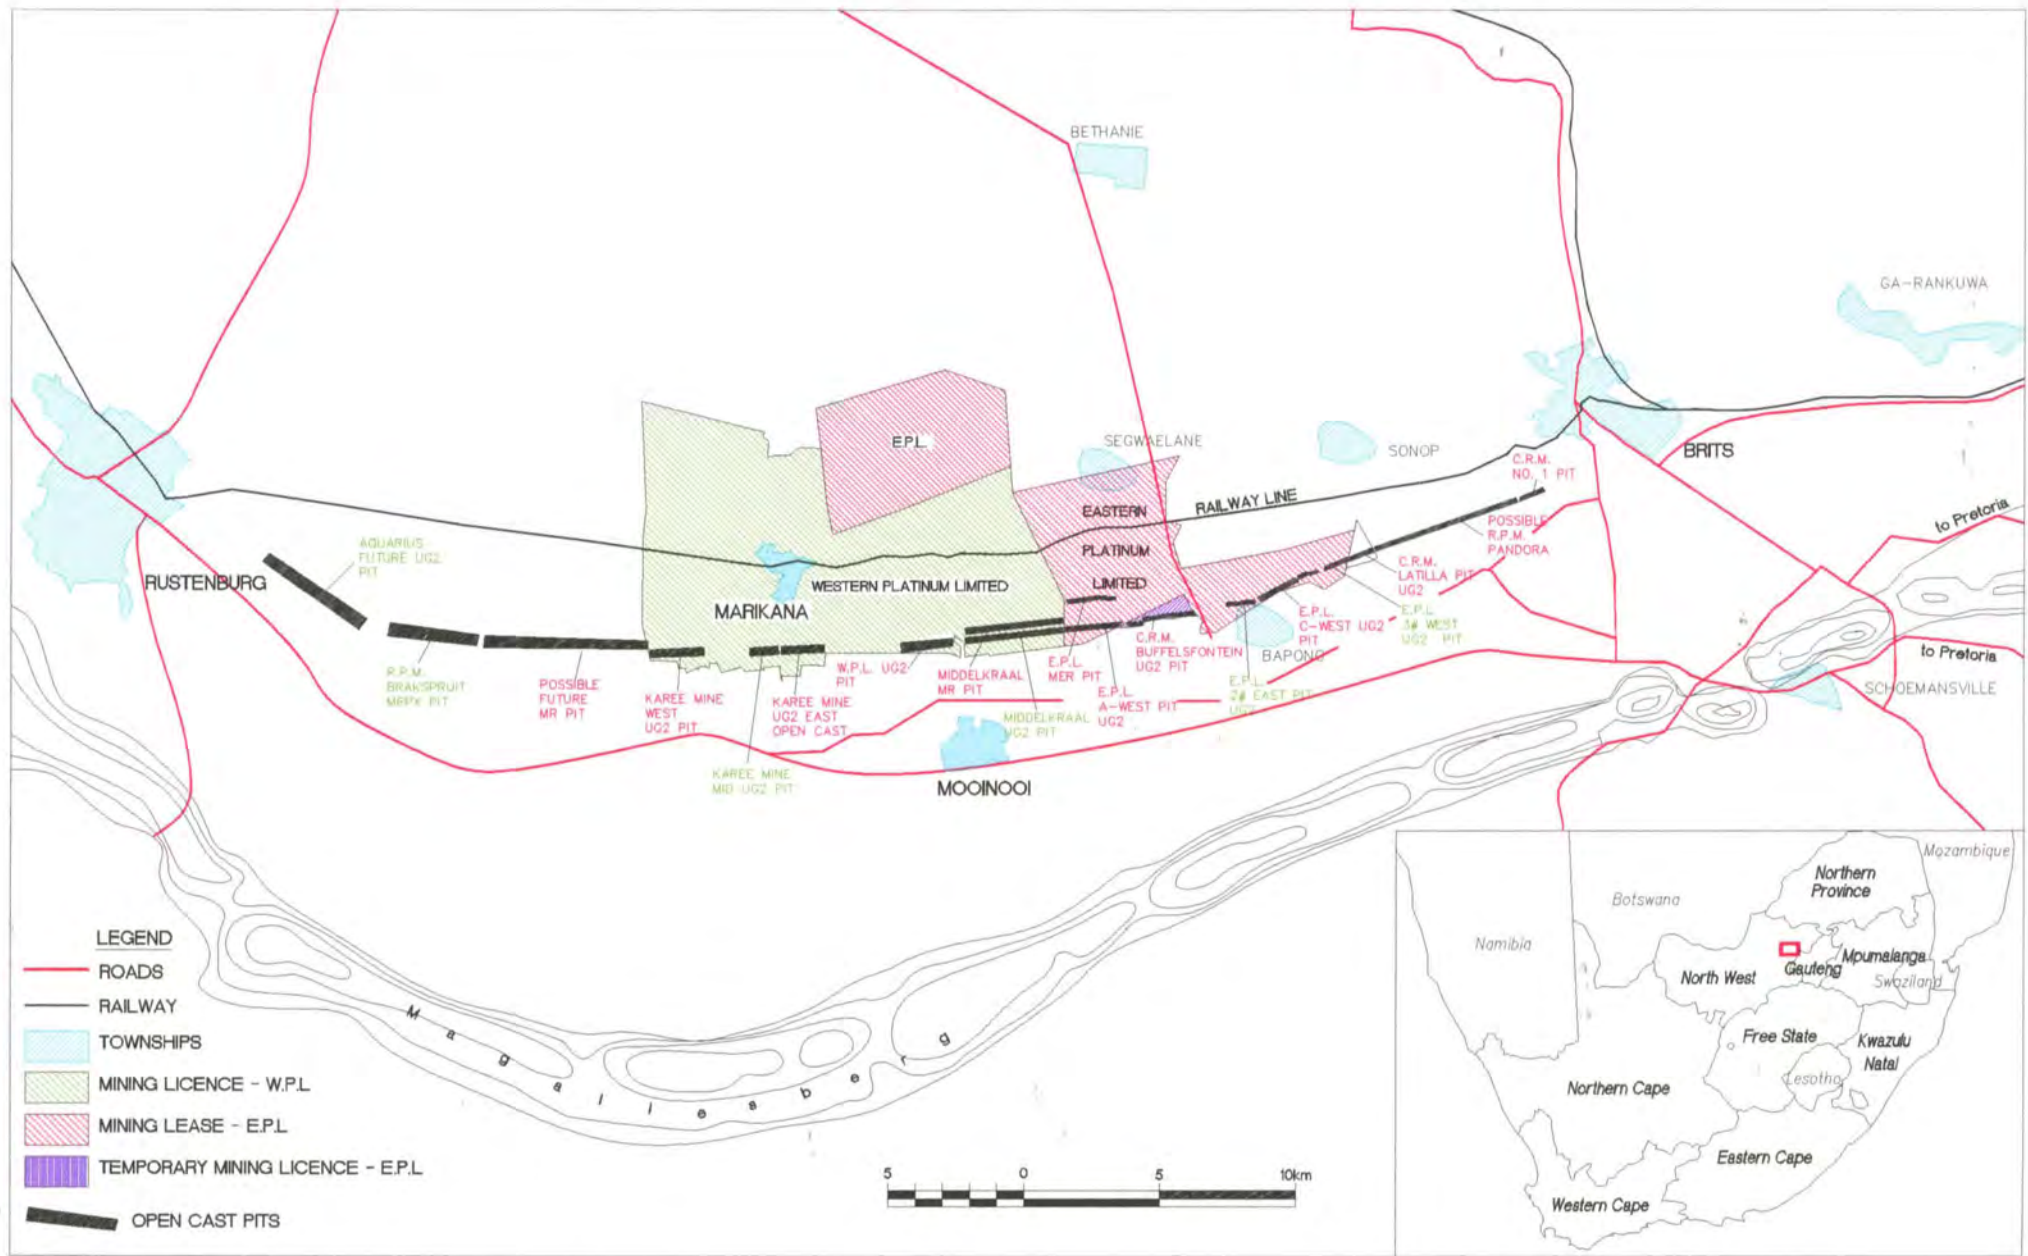 BETHANIE
GA-RANKUWA
E.P.L.
SEGWAELANE
SONOP
BRITS
C.R.M.
NO. 1 PIT
EASTERN
PLATINUM
LIMITED
RAILWAY LINE
to Pretoria
POSSIBLE
R.P.M.
PANDORA
AQUARIUS
FUTURE UG2
PIT
RUSTENBURG
WESTERN PLATINUM LIMITED
MARIKANA
C.R.M.
LATILLA PIT
UG2
E.P.L.
C-WEST UG2
PIT
E.P.L.
3# WEST
UG2 PIT
C.R.M.
BUFFELSFONTEIN
UG2 PIT
BAPONG
to Pretoria
R.P.M.
BRAKSPRUIT
PIT
POSSIBLE
FUTURE
MR PIT
KAREE MINE
WEST
UG2 PIT
KAREE MINE
UG2 EAST
OPEN CAST
W.P.L. UG2
PIT
MIDDELKRAAL
MR PIT
E.P.L.
MER PIT
E.P.L.
A-WEST PIT
UG2
E.P.L.
2# EAST PIT
UG2
SCHOEMANSVILLE
MIDDELKRAAL
UG2 PIT
KAREE MINE
MID UG2 PIT
MOOINOOI
Magaliesberg
LEGEND
ROADS
RAILWAY
TOWNSHIPS
MINING LICENCE - W.P.L
MINING LEASE - E.P.L
TEMPORARY MINING LICENCE - E.P.L
OPEN CAST PITS
5 0 5 10km
Mozambique
Northern
Province
Botswana
Namibia
North West
Gauteng
Mpumalanga
Swaziland
Free State
Kwazulu
Natal
Lesotho
Northern Cape
Eastern Cape
Western Cape